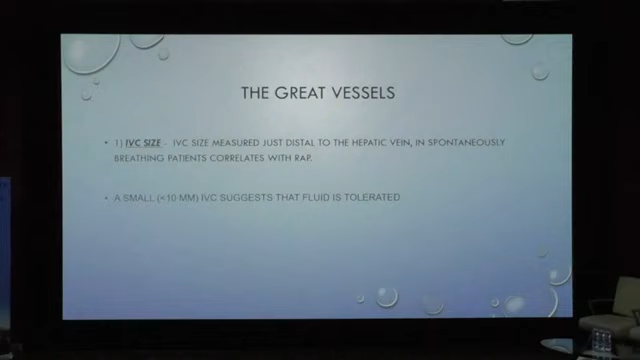 THE GREAT VESSELS
• 1) IVC SIZE - IVC SIZE MEASURED JUST DISTAL TO THE HEPATIC VEIN, IN SPONTANEOUSLY
BREATHING PATIENTS CORRELATES WITH RAP.
• A SMALL (<10 MM) IVC SUGGESTS THAT FLUID IS TOLERATED